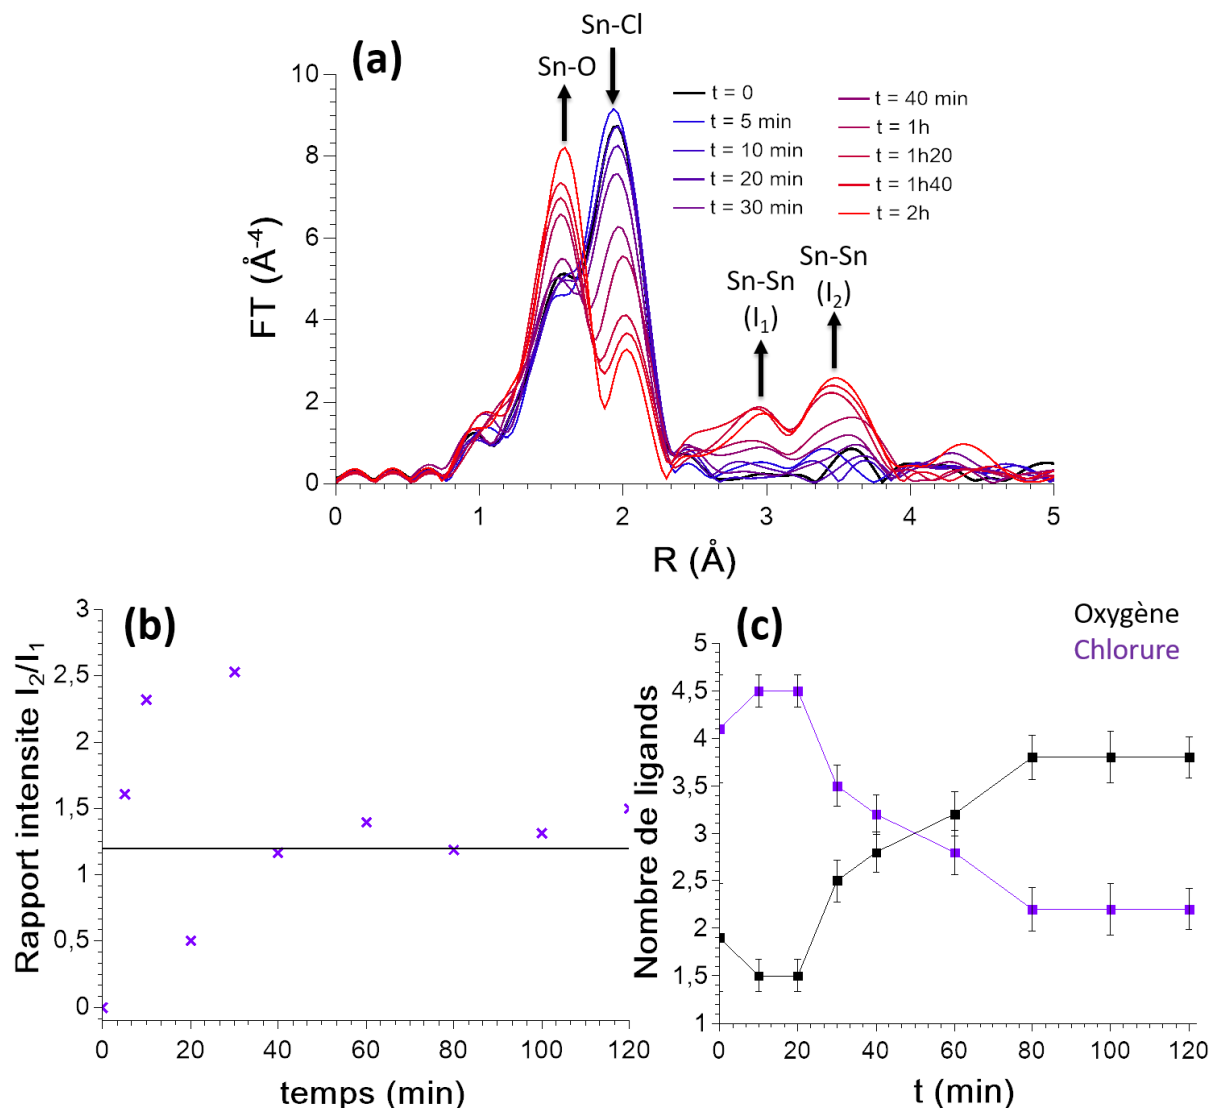 (a)
Sn-Cl
Sn-O
10
8
6
4
2
0
FT (Å⁻⁴)
t = 0
t = 5 min
t = 10 min
t = 20 min
t = 30 min
t = 40 min
t = 1h
t = 1h20
t = 1h40
t = 2h
Sn-Sn
(I₁)
Sn-Sn
(I₂)
0 1 2 3 4 5
R (Å)
(b)
3
2,5
2
1,5
1
0,5
0
Rapport intensite I₂/I₁
0 20 40 60 80 100 120
temps (min)
(c)
Oxygène
Chlorure
5
4,5
4
3,5
3
2,5
2
1,5
1
Nombre de ligands
0 20 40 60 80 100 120
t (min)